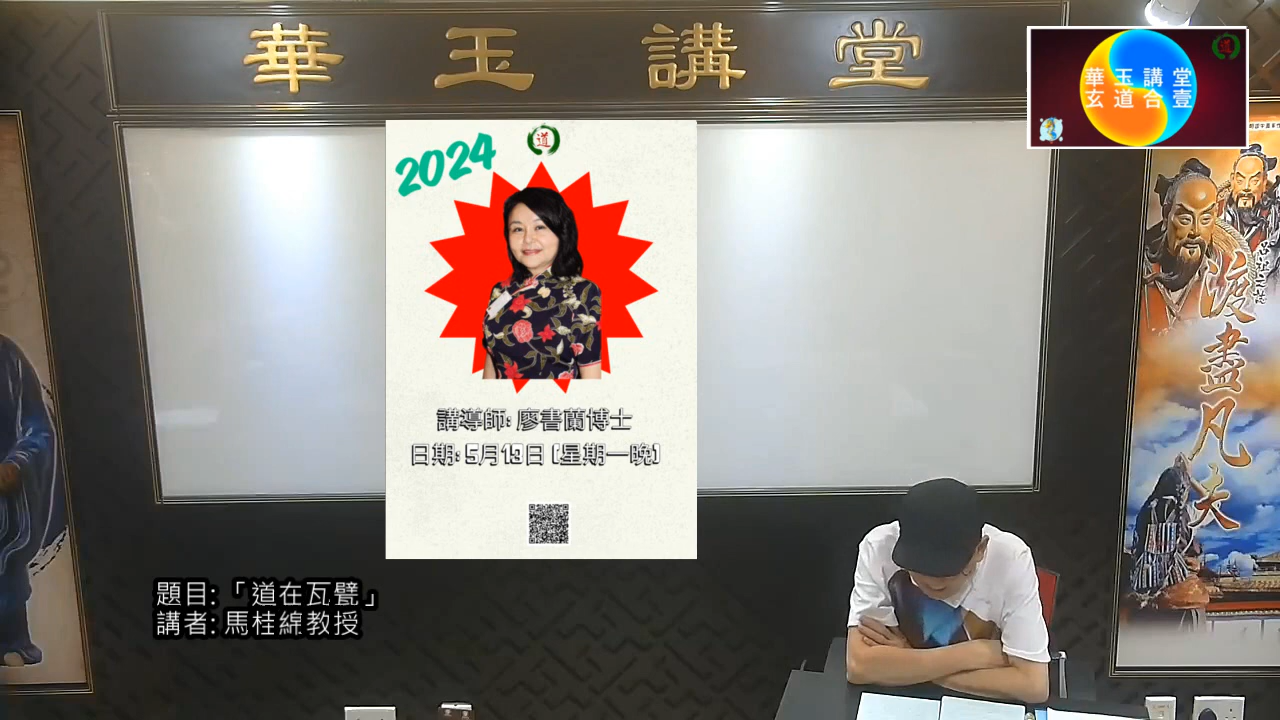 華玉講堂
華玉講堂
玄道合壹
道
2024
道
講導師: 廖書蘭博士
日期: 5月19日 (星期一晚)
渡盡凡夫
題目: 「道在瓦甓」
講者: 馬桂綿教授